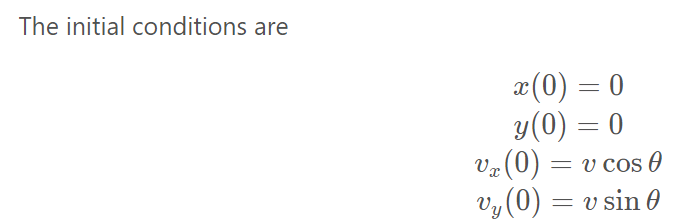 The initial conditions are
x(0) = 0
y(0) = 0
v_x(0) = v cos θ
v_y(0) = v sin θ